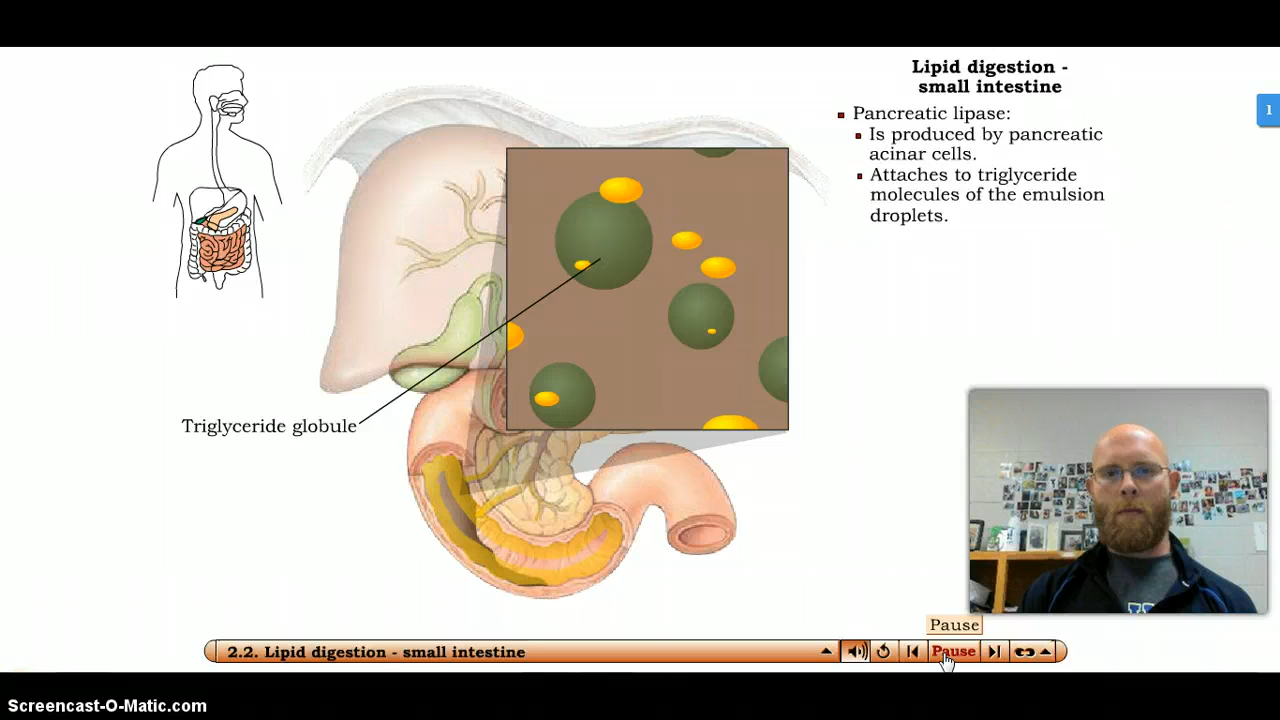 Lipid digestion -
small intestine
Pancreatic lipase:
Is produced by pancreatic
acinar cells.
Attaches to triglyceride
molecules of the emulsion
droplets.
1
Triglyceride globule
Pause
2.2. Lipid digestion - small intestine
Pause
Screencast-O-Matic.com